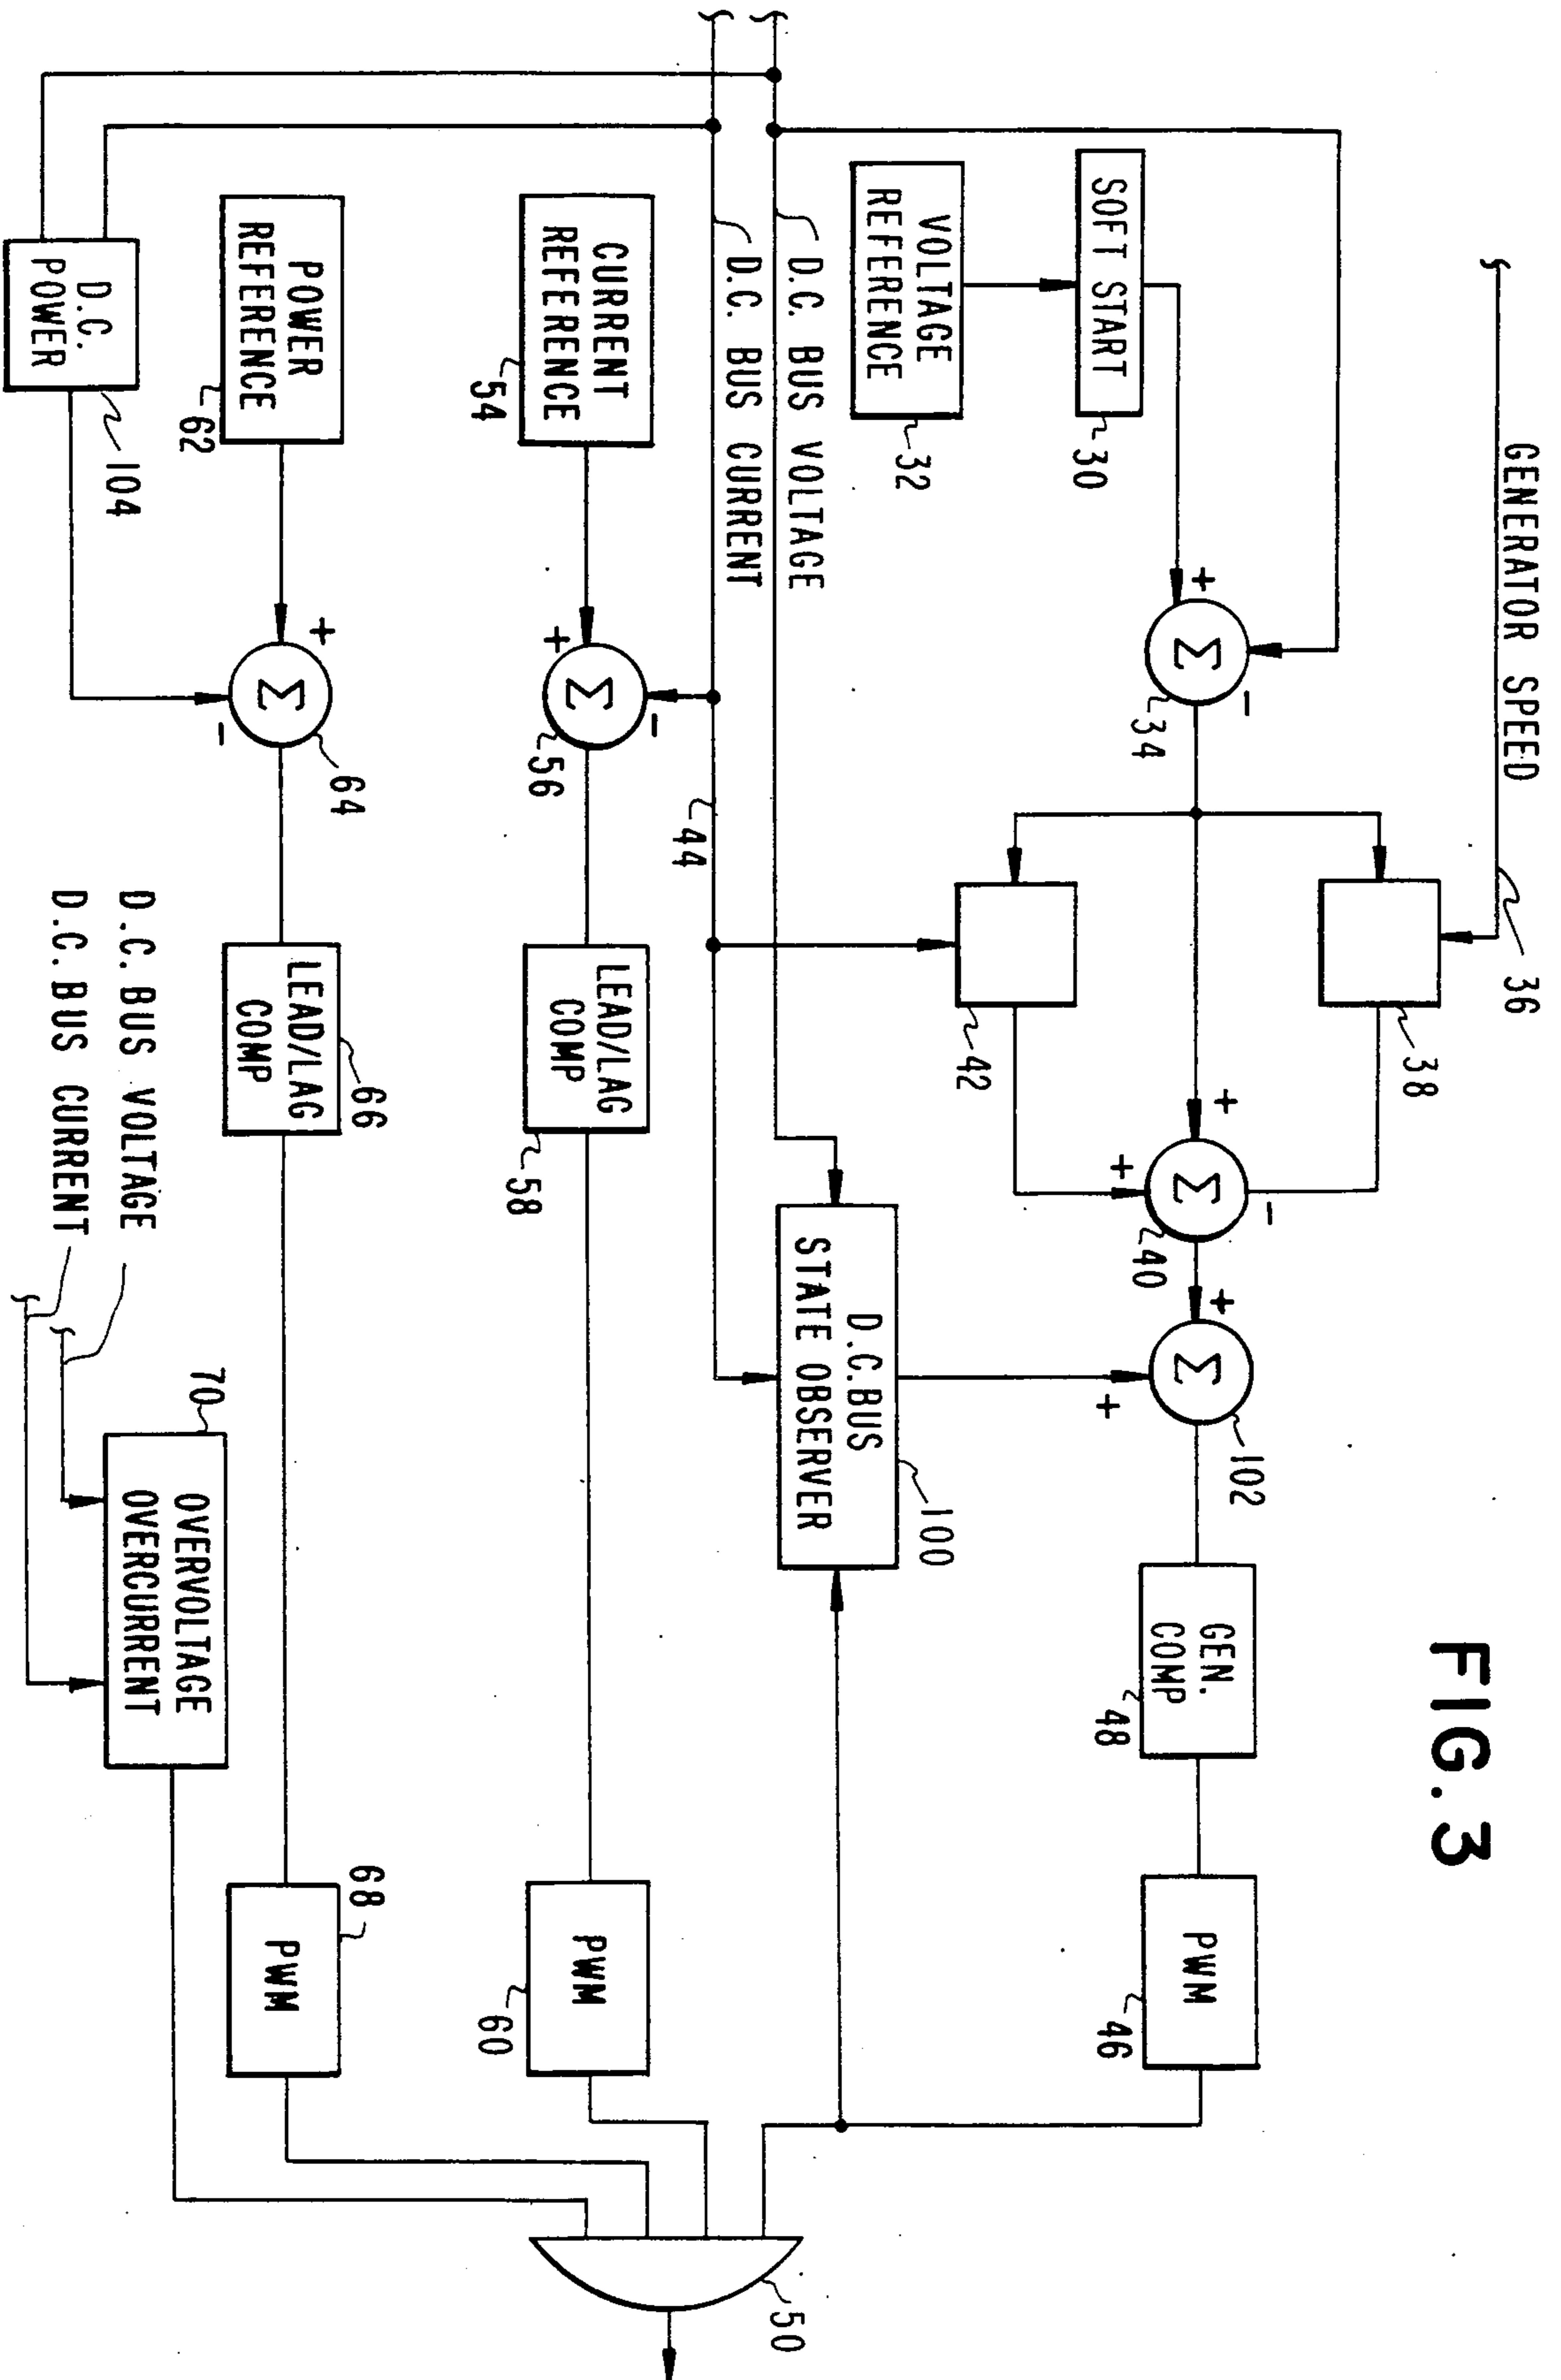 FIG. 3
GENERATOR SPEED
36
38
SOFT START
30
+
-
Σ
34
+
-
+
Σ
40
+
+
Σ
102
GEN.
COMP
48
PWM
46
VOLTAGE
REFERENCE
32
42
D.C. BUS
STATE OBSERVER
100
D.C. BUS VOLTAGE
D.C. BUS CURRENT
44
CURRENT
REFERENCE
54
+
-
Σ
56
LEAD/LAG
COMP
58
PWM
60
50
POWER
REFERENCE
62
+
-
Σ
64
LEAD/LAG
COMP
66
PWM
68
D.C.
POWER
104
D.C. BUS VOLTAGE
D.C. BUS CURRENT
70
OVERVOLTAGE
OVERCURRENT